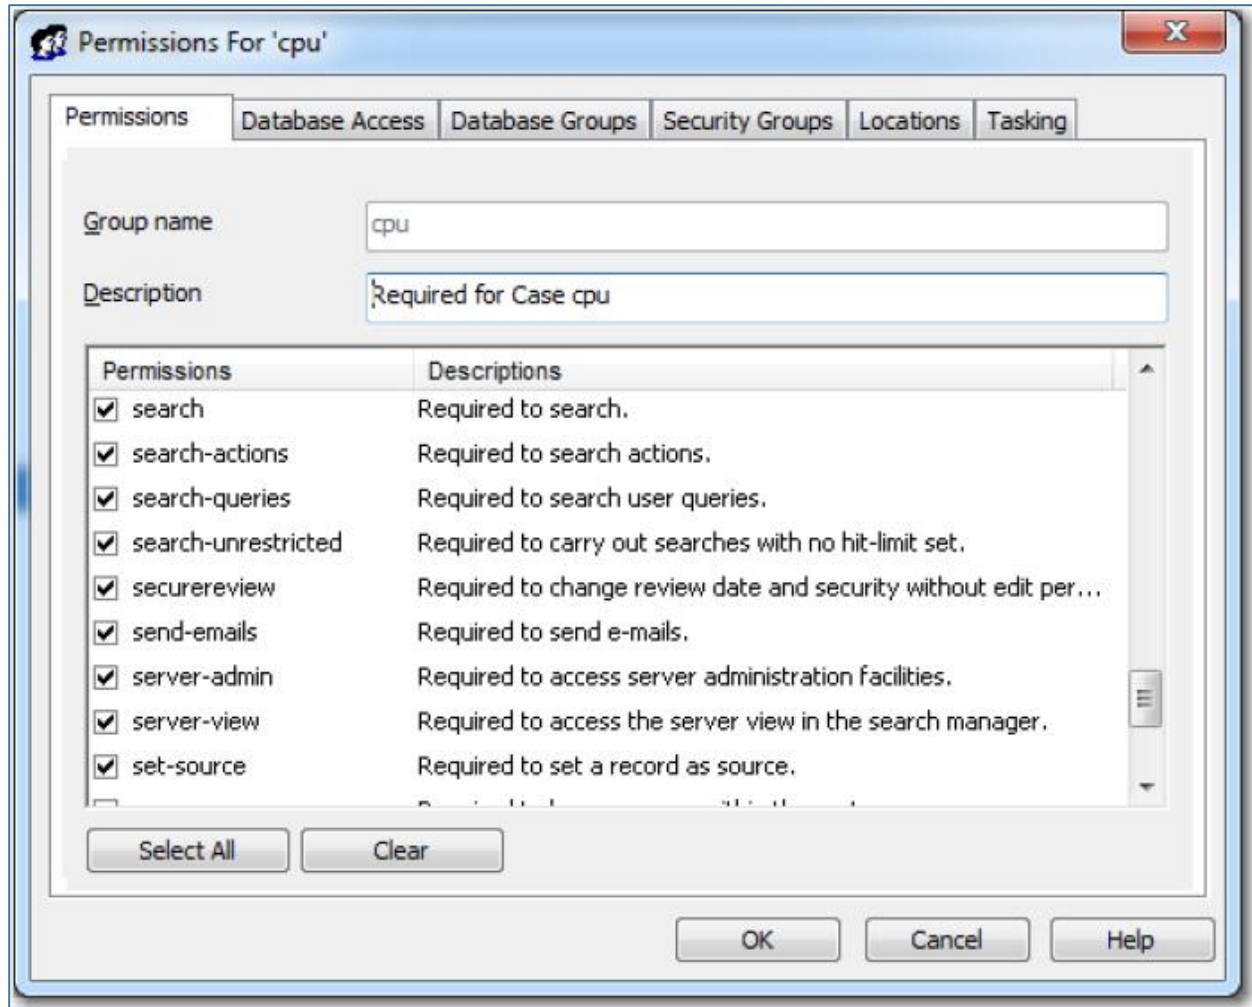 Permissions For 'cpu'
Permissions Database Access Database Groups Security Groups Locations Tasking
Group name cpu
Description Required for Case cpu
Permissions Descriptions
search Required to search.
search-actions Required to search actions.
search-queries Required to search user queries.
search-unrestricted Required to carry out searches with no hit-limit set.
securereview Required to change review date and security without edit per...
send-emails Required to send e-mails.
server-admin Required to access server administration facilities.
server-view Required to access the server view in the search manager.
set-source Required to set a record as source.
Select All Clear
OK Cancel Help